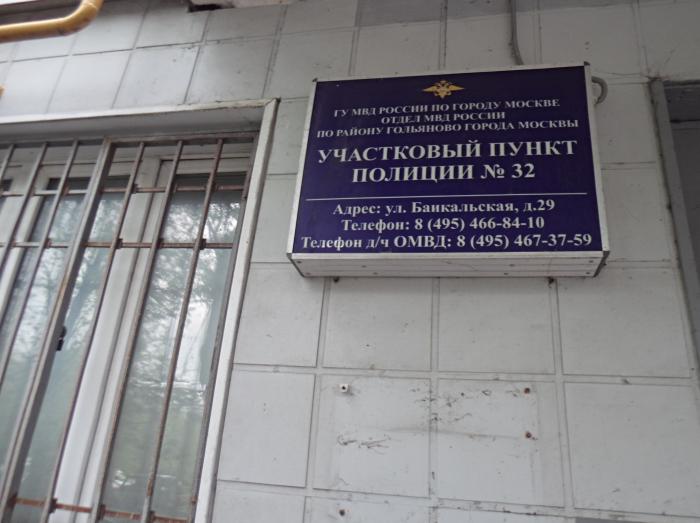 ГУ МВД РОССИИ ПО ГОРОДУ МОСКВЕ
ОТДЕЛ МВД РОССИИ
ПО РАЙОНУ ГОЛЬЯНОВО ГОРОДА МОСКВЫ
УЧАСТКОВЫЙ ПУНКТ
ПОЛИЦИИ № 32
Адрес: ул. Байкальская, д.29
Телефон: 8 (495) 466-84-10
Телефон д/ч ОМВД: 8 (495) 467-37-59